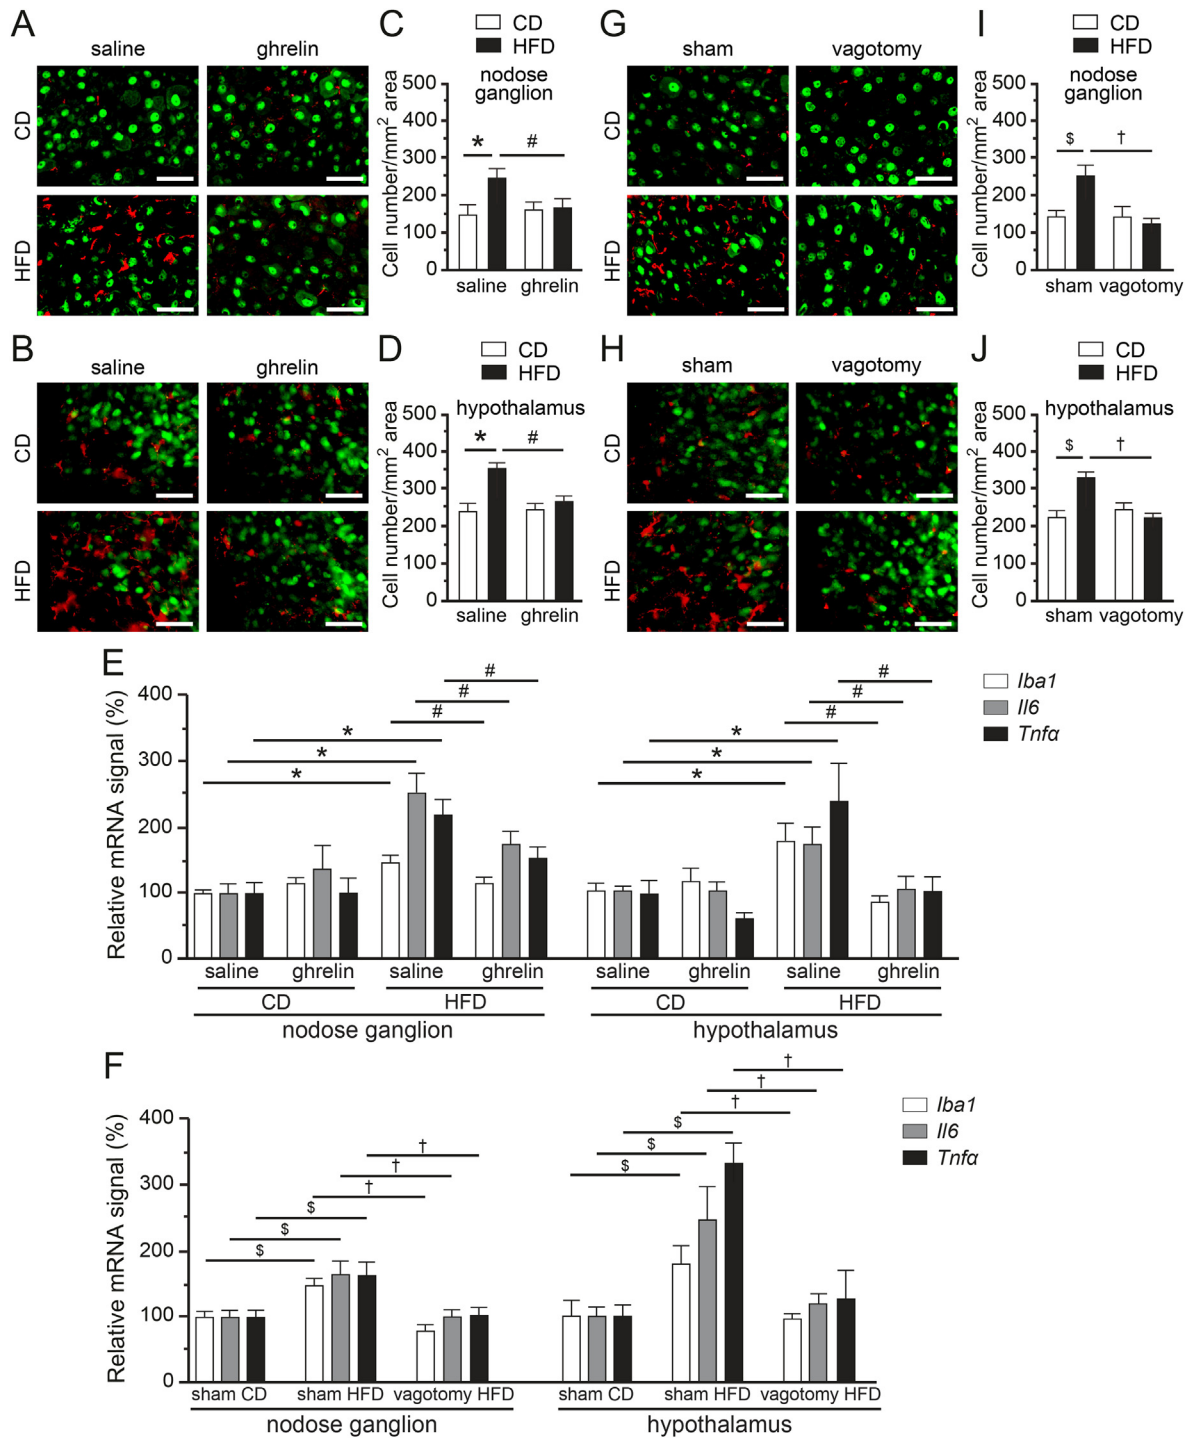 A
saline
ghrelin
CD
HFD
C
CD
HFD
nodose
ganglion
Cell number/mm² area
500
400
300
200
100
0
*
#
saline
ghrelin
G
sham
vagotomy
CD
HFD
I
CD
HFD
nodose
ganglion
Cell number/mm² area
500
400
300
200
100
0
$
†
sham
vagotomy
B
saline
ghrelin
CD
HFD
D
CD
HFD
hypothalamus
Cell number/mm² area
500
400
300
200
100
0
*
#
saline
ghrelin
H
sham
vagotomy
CD
HFD
J
CD
HFD
hypothalamus
Cell number/mm² area
500
400
300
200
100
0
$
†
sham
vagotomy
E
Relative mRNA signal (%)
400
300
200
100
0
#
#
#
*
*
*
#
#
#
*
*
*
Iba1
Il6
Tnfα
saline ghrelin saline ghrelin saline ghrelin saline ghrelin
CD HFD CD HFD
nodose ganglion hypothalamus
F
Relative mRNA signal (%)
400
300
200
100
0
†
†
†
$
$
$
†
†
†
$
$
$
Iba1
Il6
Tnfα
sham CD sham HFD vagotomy HFD sham CD sham HFD vagotomy HFD
nodose ganglion hypothalamus